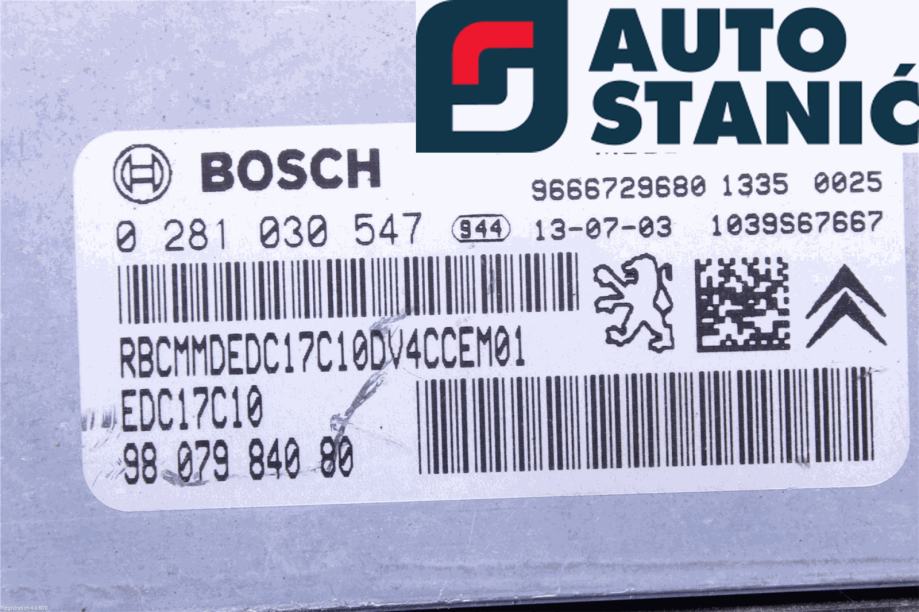 AUTO
STANIĆ
BOSCH
9666729680 1335 0025
0 281 030 547 944 13-07-03 1039S67667
RBCMMDEDC17C10DV4CCEM01
EDC17C10
98 079 840 80